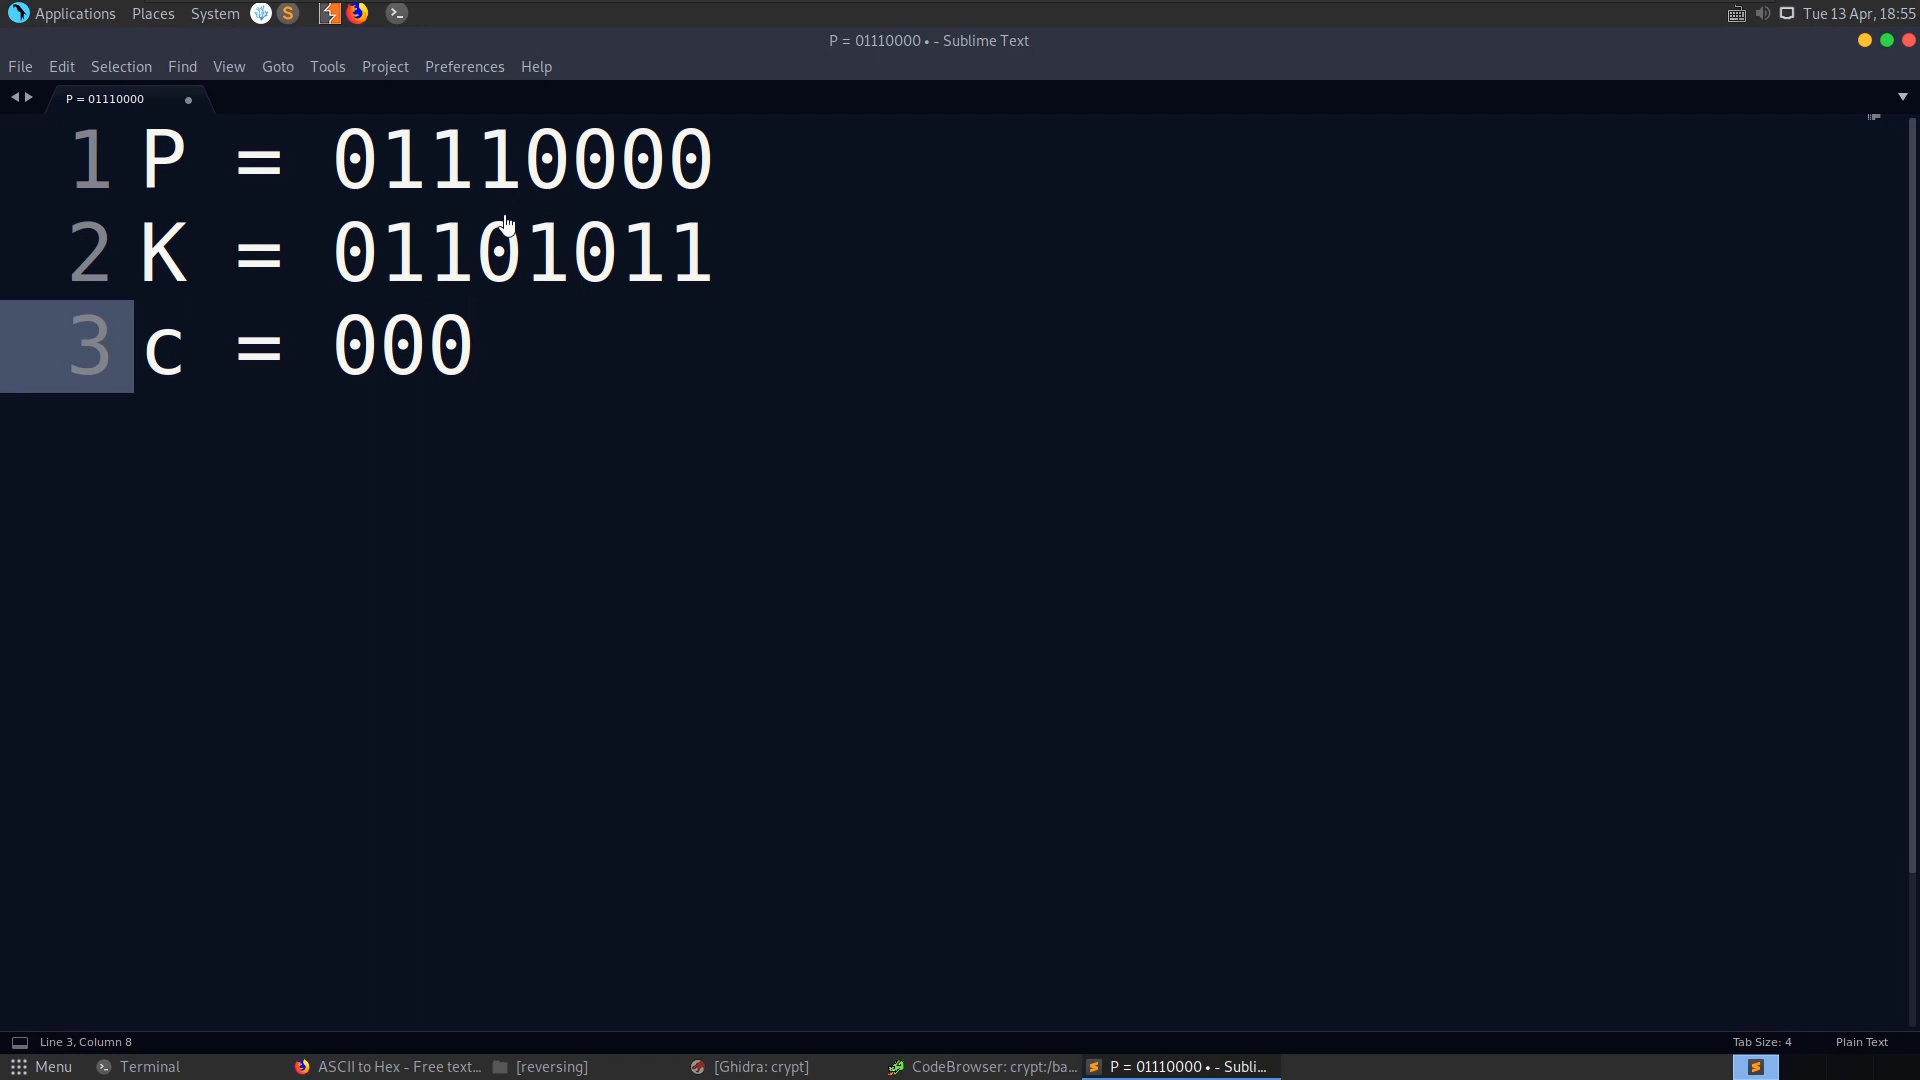 Applications Places System Tue 13 Apr, 18:55
P = 01110000 • - Sublime Text
File Edit Selection Find View Goto Tools Project Preferences Help
P = 01110000
1 P = 01110000
2 K = 01101011
3 c = 000
Line 3, Column 8 Tab Size: 4 Plain Text
Menu Terminal ASCII to Hex - Free text... [reversing] [Ghidra: crypt] CodeBrowser: crypt:/ba... P = 01110000 • - Subli...